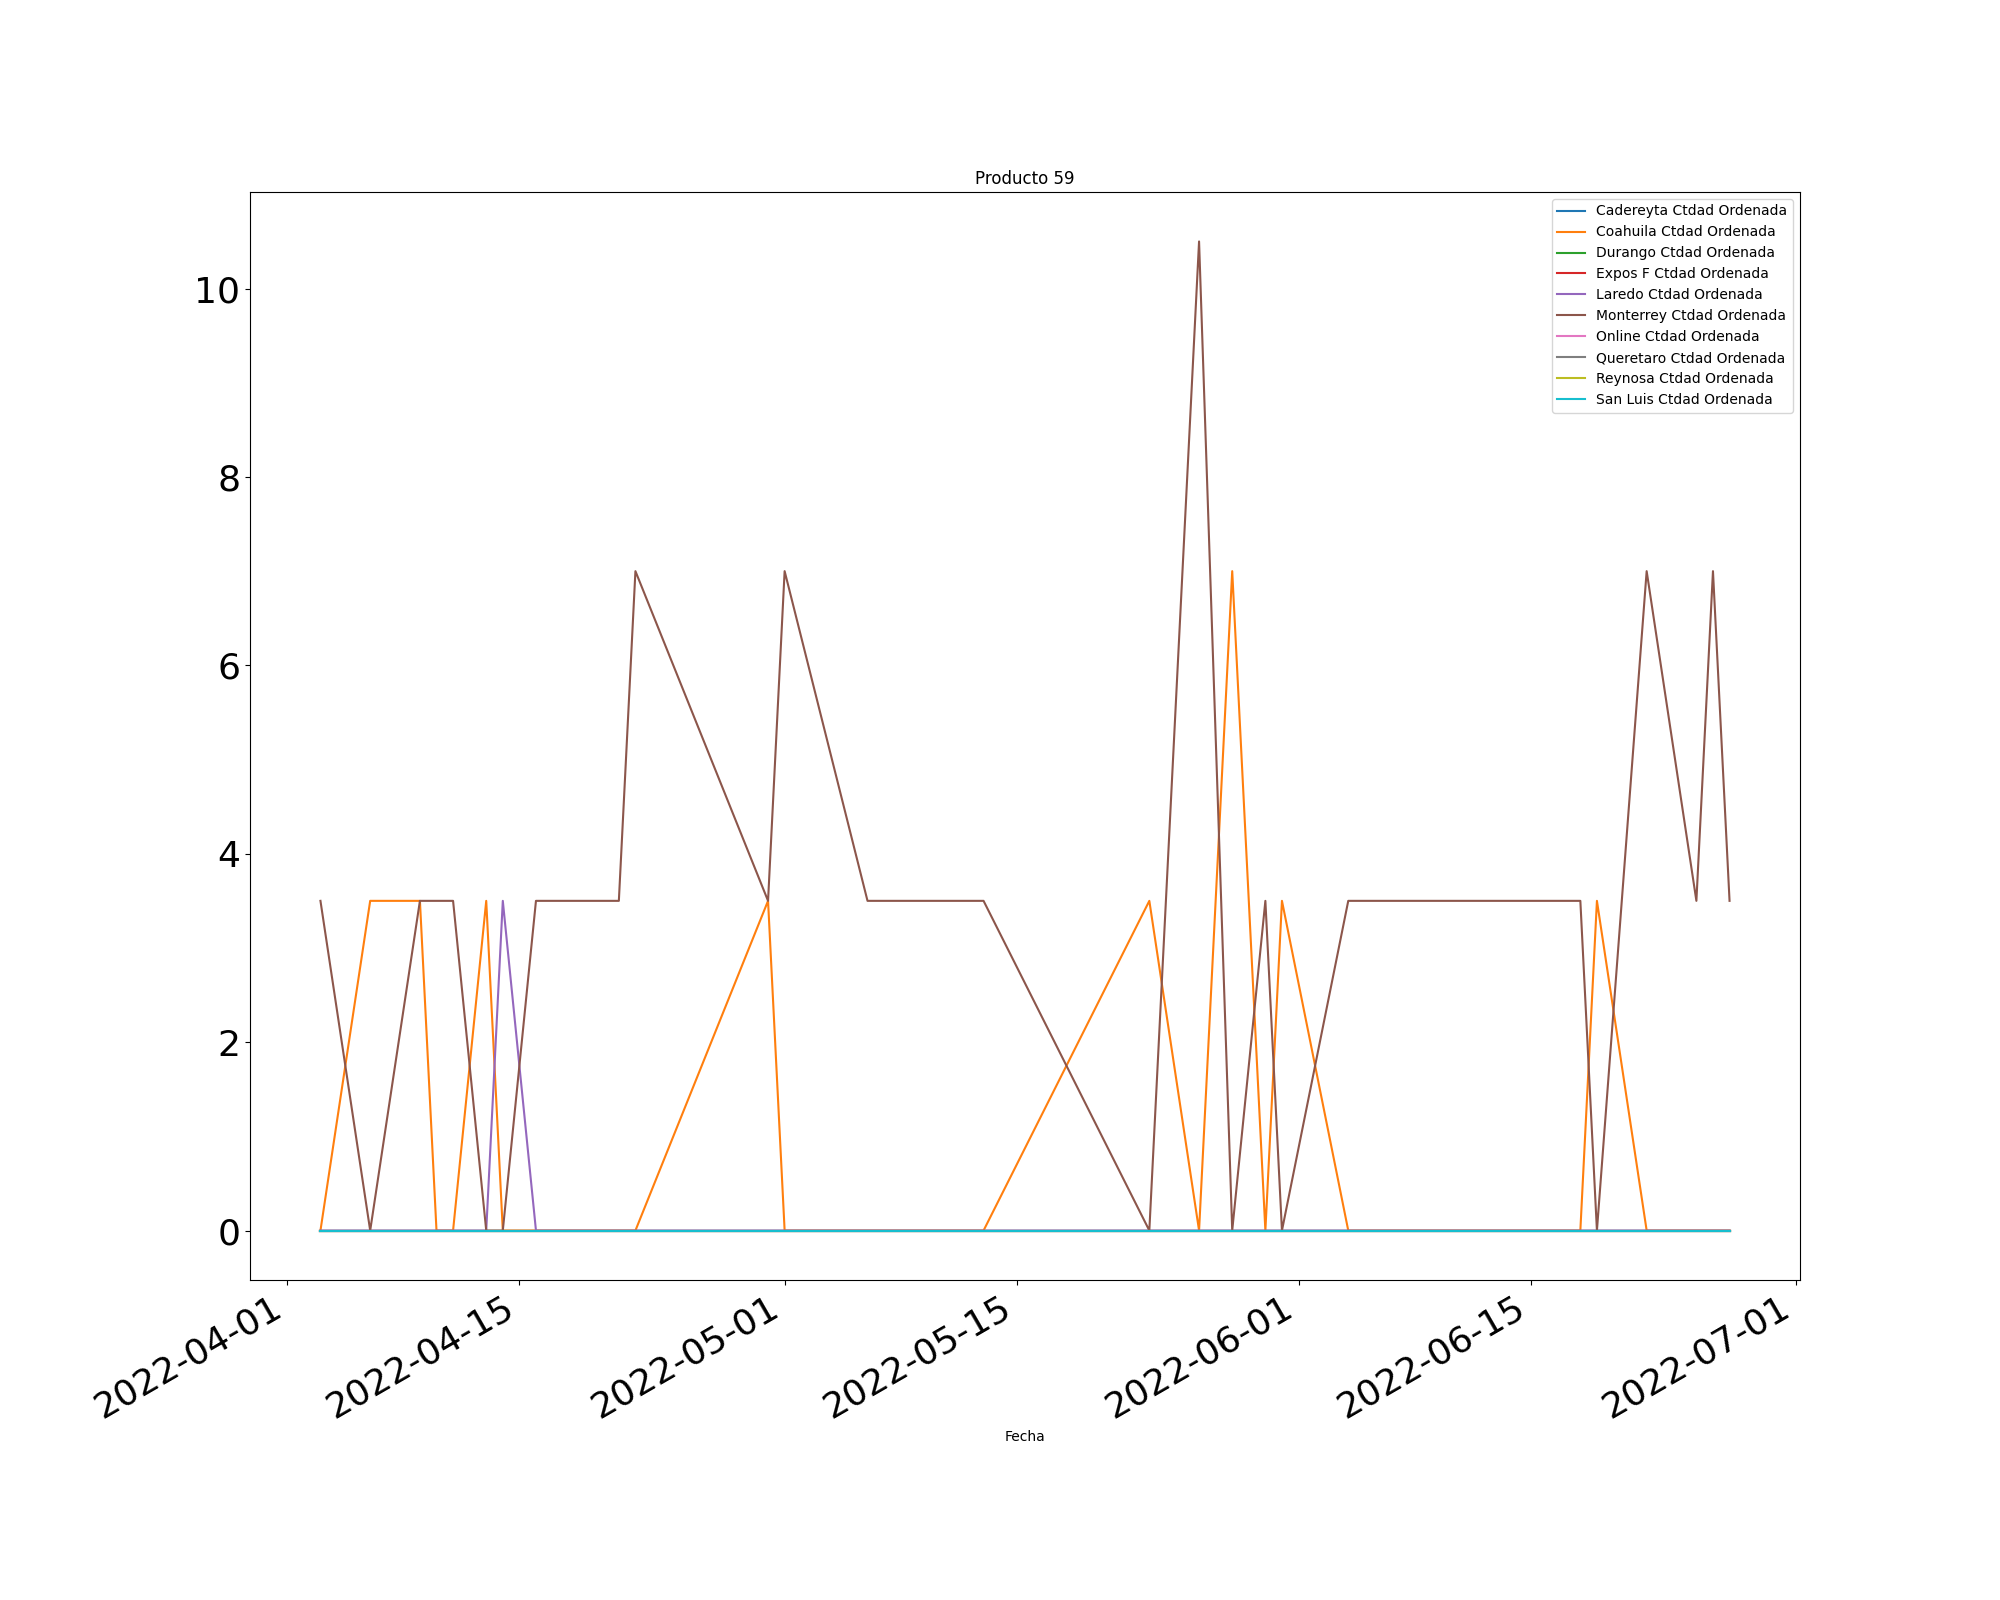 Producto 59
Cadereyta Ctdad Ordenada
Coahuila Ctdad Ordenada
Durango Ctdad Ordenada
Expos F Ctdad Ordenada
Laredo Ctdad Ordenada
Monterrey Ctdad Ordenada
Online Ctdad Ordenada
Queretaro Ctdad Ordenada
Reynosa Ctdad Ordenada
San Luis Ctdad Ordenada
10
8
6
4
2
0
2022-04-01
2022-04-15
2022-05-01
2022-05-15
2022-06-01
2022-06-15
2022-07-01
Fecha